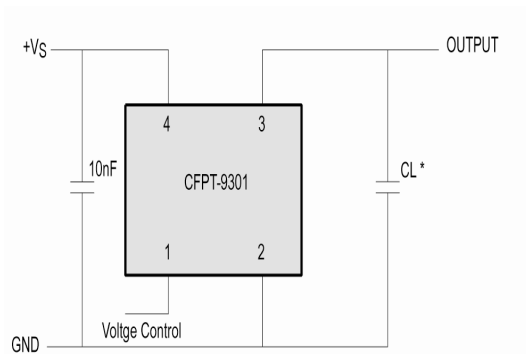 +VS
OUTPUT
4
3
10nF
CFPT-9301
CL *
1
2
Voltge Control
GND